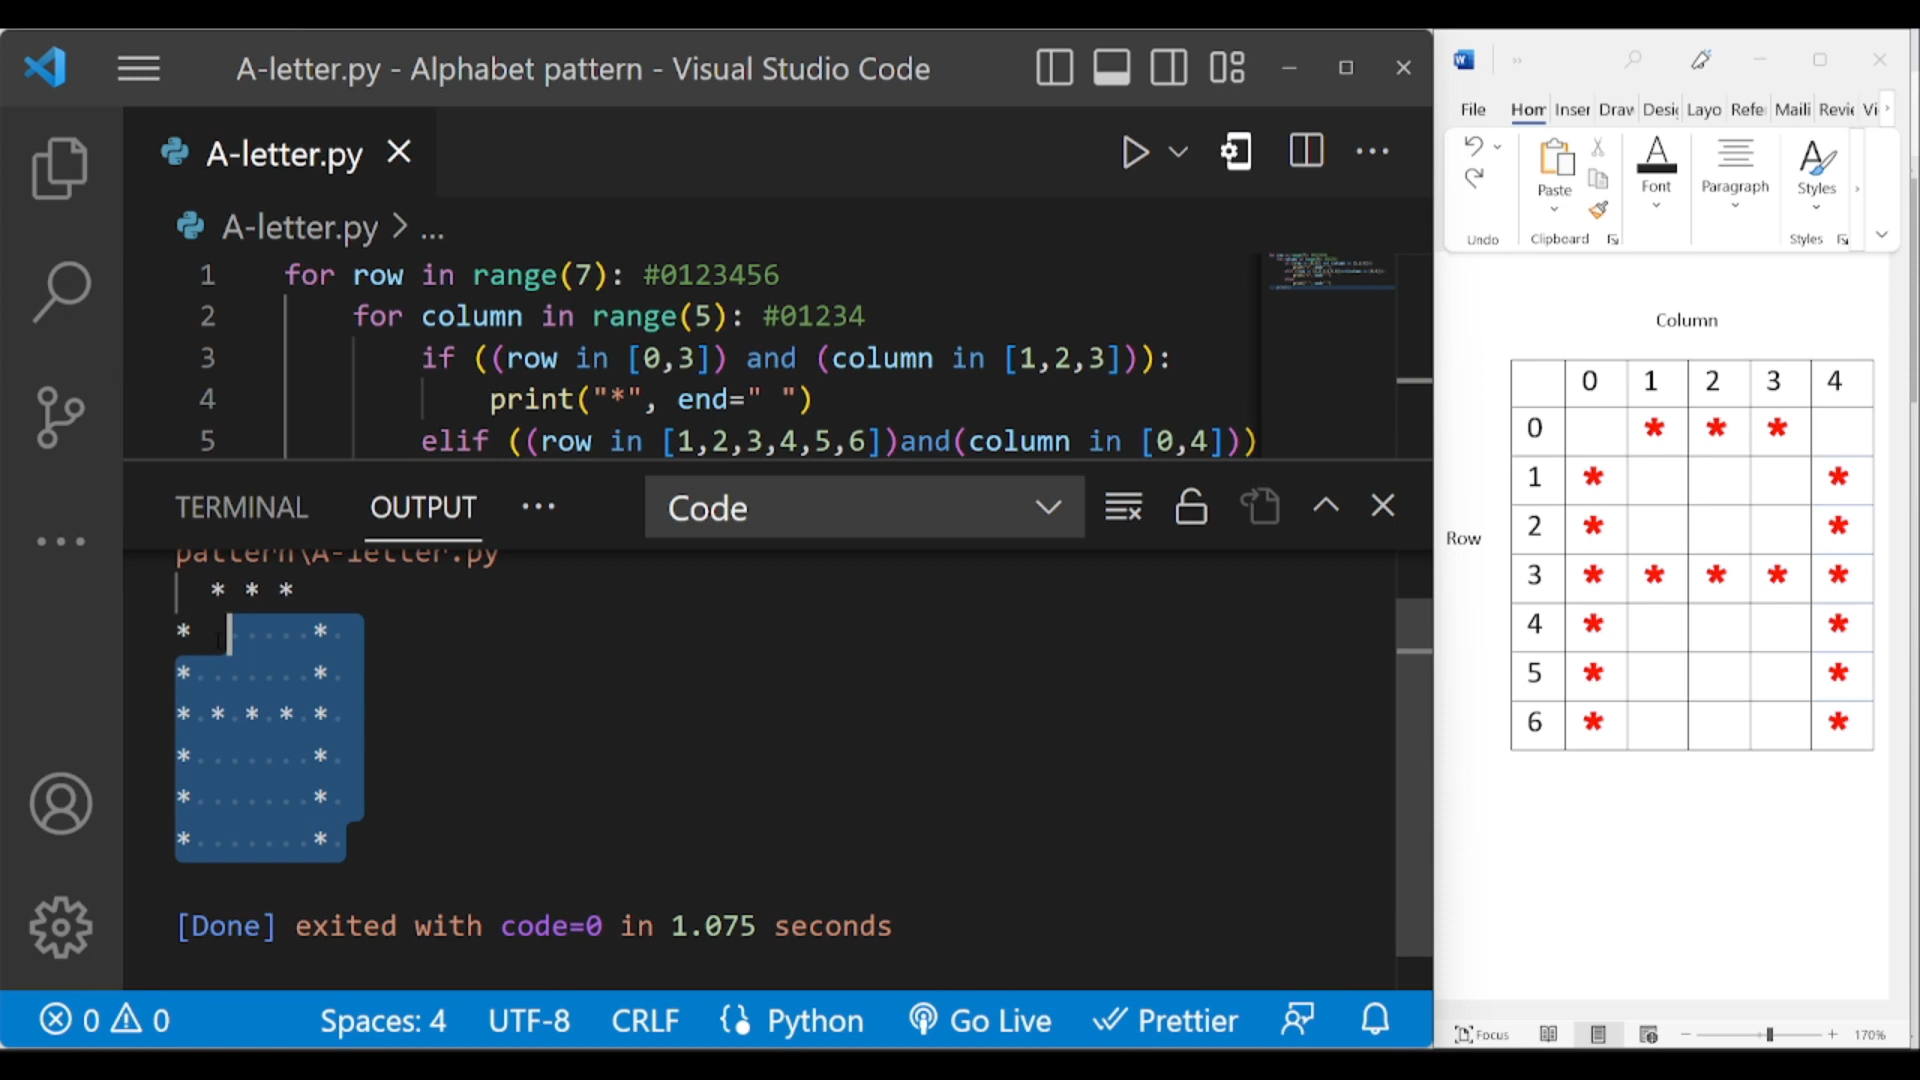 A-letter.py - Alphabet pattern - Visual Studio Code
A-letter.py
A-letter.py > ...
1 for row in range(7): #0123456
2 for column in range(5): #01234
3 if ((row in [0,3]) and (column in [1,2,3])):
4 print("*", end=" ")
5 elif ((row in [1,2,3,4,5,6])and(column in [0,4]))
TERMINAL OUTPUT ... Code
pattern\A-letter.py
* * *
* *
* *
* * * * *
* *
* *
* *
[Done] exited with code=0 in 1.075 seconds
0 0 Spaces: 4 UTF-8 CRLF Python Go Live Prettier
File Hom Inser Draw Desig Layo Refe Maili Revie Vi
Paste Font Paragraph Styles
Undo Clipboard Styles
Column
0 1 2 3 4
0 * * *
1 * *
2 * *
Row
3 * * * * *
4 * *
5 * *
6 * *
Focus 170%